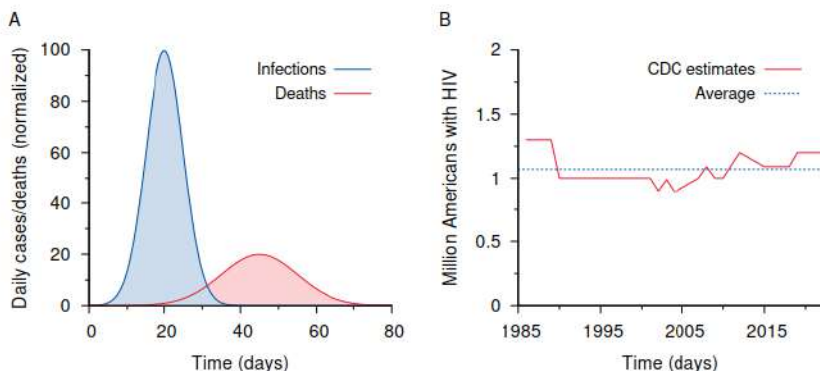 A
Daily cases/deaths (normalized)
100
80
60
40
20
0
Infections
Deaths
0 20 40 60 80
Time (days)
B
Million Americans with HIV
2
1.5
1
0.5
0
CDC estimates
Average
1985 1995 2005 2015
Time (days)